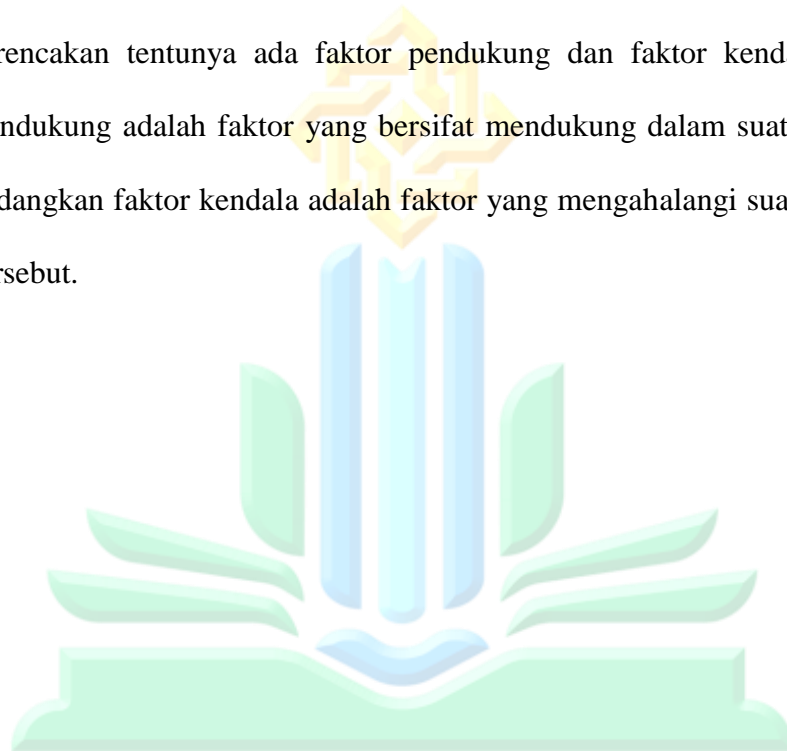 rencakan tentunya ada faktor pendukung dan faktor kenda
ndukung adalah faktor yang bersifat mendukung dalam suat
dangkan faktor kendala adalah faktor yang mengahalangi sua
rsebut.